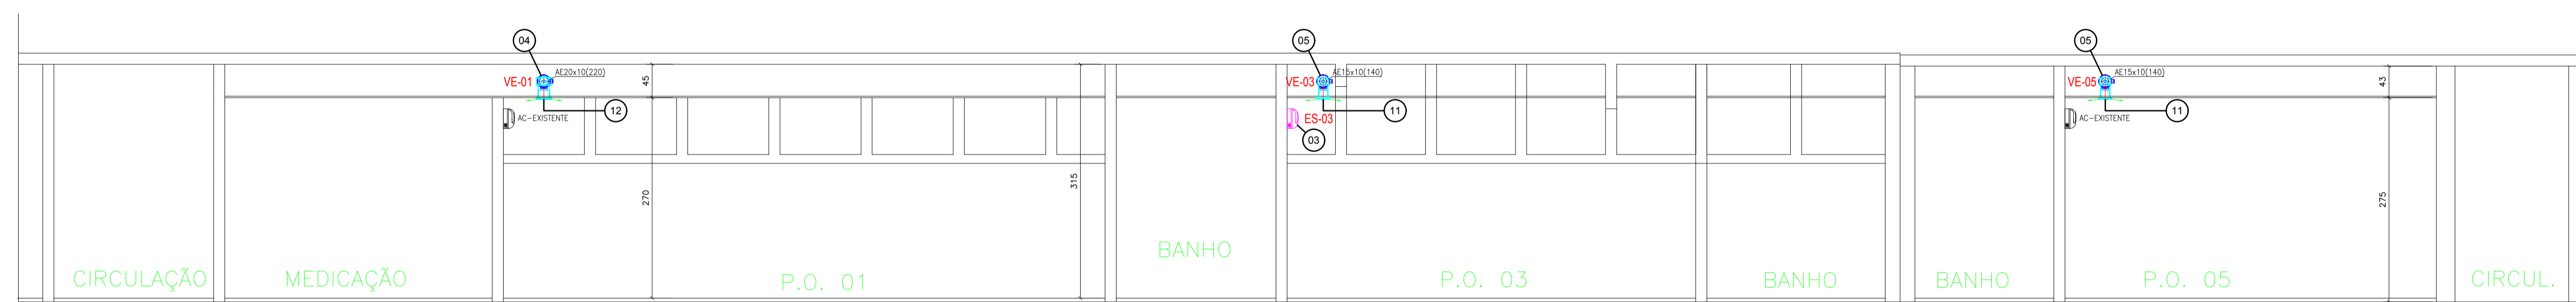 04
05
05
VE-01
AE20x10(220)
45
VE-03
AE15x10(140)
VE-05
AE15x10(140)
43
12
11
11
AC-EXISTENTE
ES-03
AC-EXISTENTE
03
270
315
275
CIRCULAÇÃO
MEDICAÇÃO
P.O. 01
BANHO
P.O. 03
BANHO
BANHO
P.O. 05
CIRCUL.